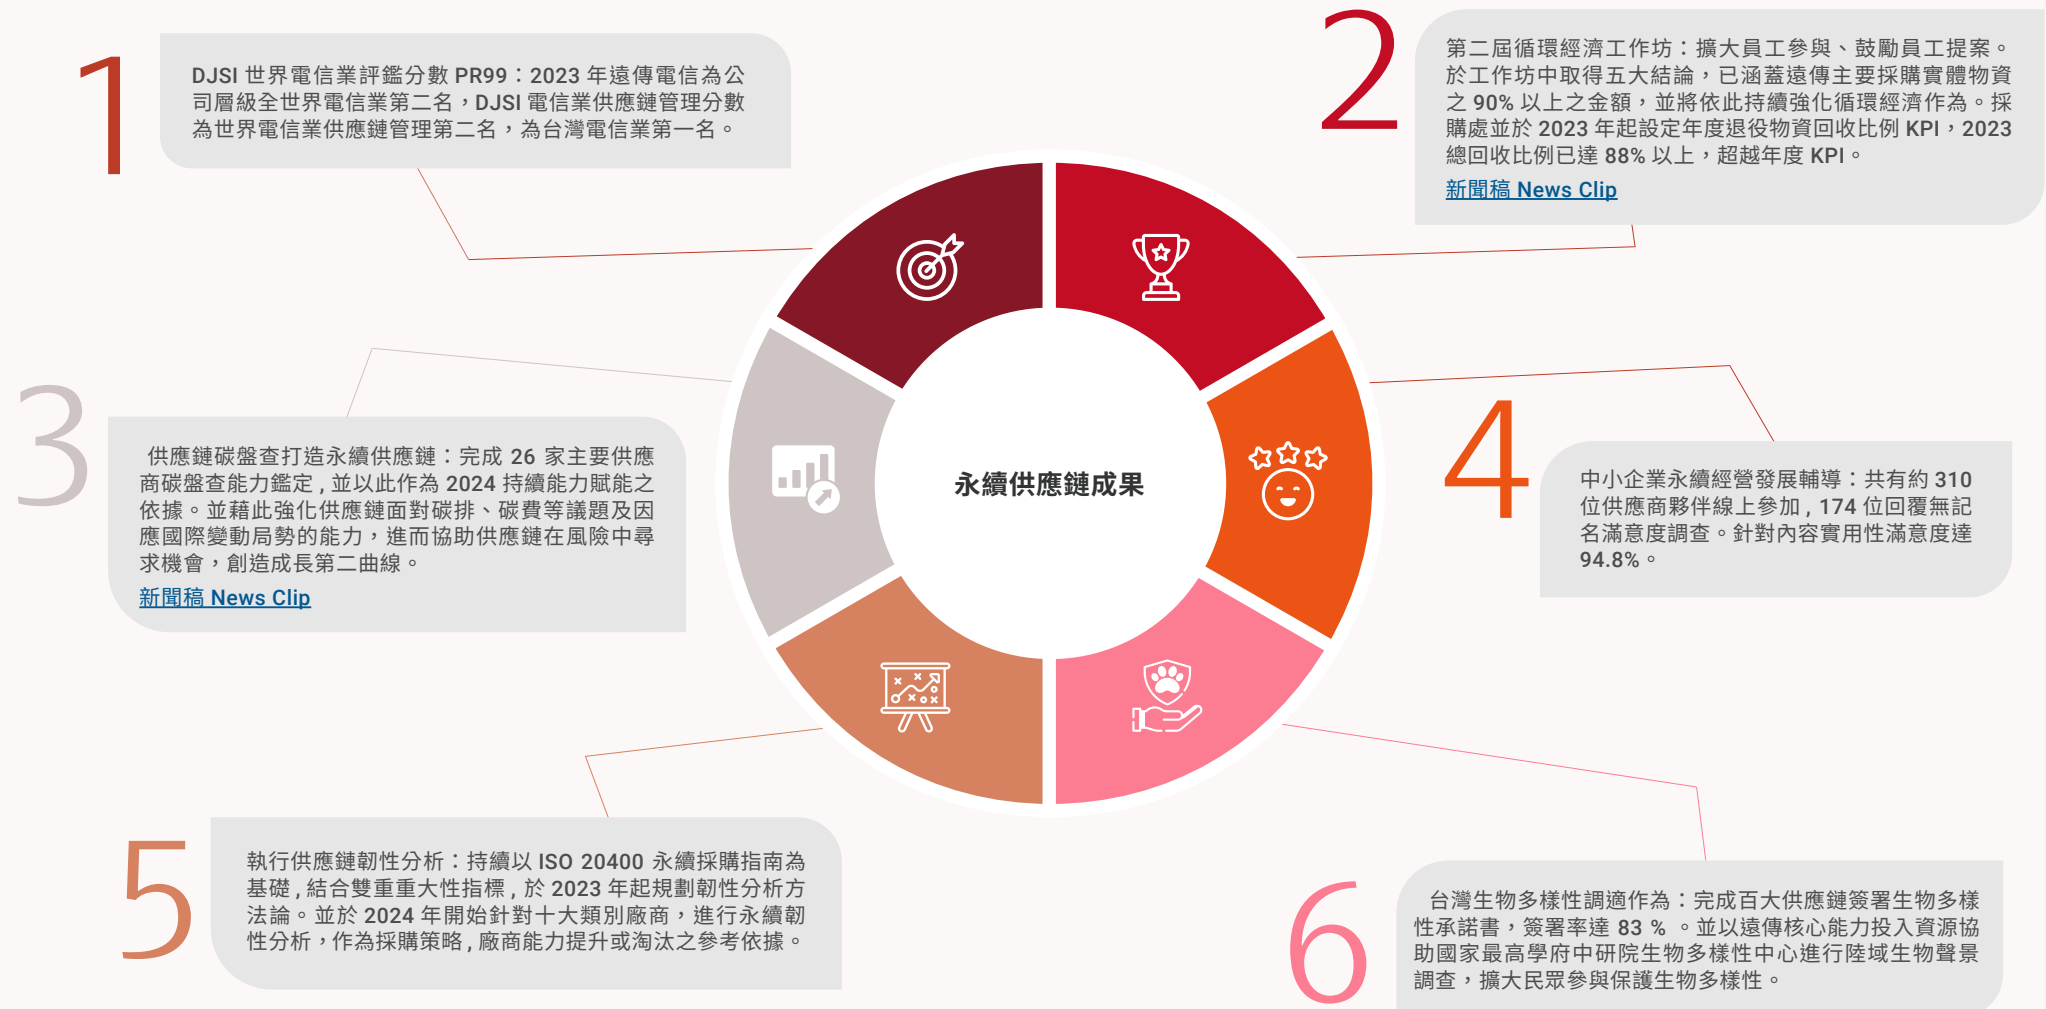 1
DJSI 世界電信業評鑑分數 PR99：2023 年遠傳電信為公
司層級全世界電信業第二名，DJSI 電信業供應鏈管理分數
為世界電信業供應鏈管理第二名，為台灣電信業第一名。
2
第二屆循環經濟工作坊：擴大員工參與、鼓勵員工提案。
於工作坊中取得五大結論，已涵蓋遠傳主要採購實體物資
之 90% 以上之金額，並將依此持續強化循環經濟作為。採
購處並於 2023 年起設定年度退役物資回收比例 KPI，2023
總回收比例已達 88% 以上，超越年度 KPI。
新聞稿 News Clip
3
供應鏈碳盤查打造永續供應鏈：完成 26 家主要供應
商碳盤查能力鑑定 , 並以此作為 2024 持續能力賦能之
依據。並藉此強化供應鏈面對碳排、碳費等議題及因
應國際變動局勢的能力，進而協助供應鏈在風險中尋
求機會，創造成長第二曲線。
新聞稿 News Clip
永續供應鏈成果
4
中小企業永續經營發展輔導：共有約 310
位供應商夥伴線上參加 , 174 位回覆無記
名滿意度調查。針對內容實用性滿意度達
94.8%。
5
執行供應鏈韌性分析：持續以 ISO 20400 永續採購指南為
基礎 , 結合雙重重大性指標 , 於 2023 年起規劃韌性分析方
法論。並於 2024 年開始針對十大類別廠商，進行永續韌
性分析，作為採購策略 , 廠商能力提升或淘汰之參考依據。
6
台灣生物多樣性調適作為：完成百大供應鏈簽署生物多樣
性承諾書，簽署率達 83 % 。並以遠傳核心能力投入資源協
助國家最高學府中研院生物多樣性中心進行陸域生物聲景
調查，擴大民眾參與保護生物多樣性。